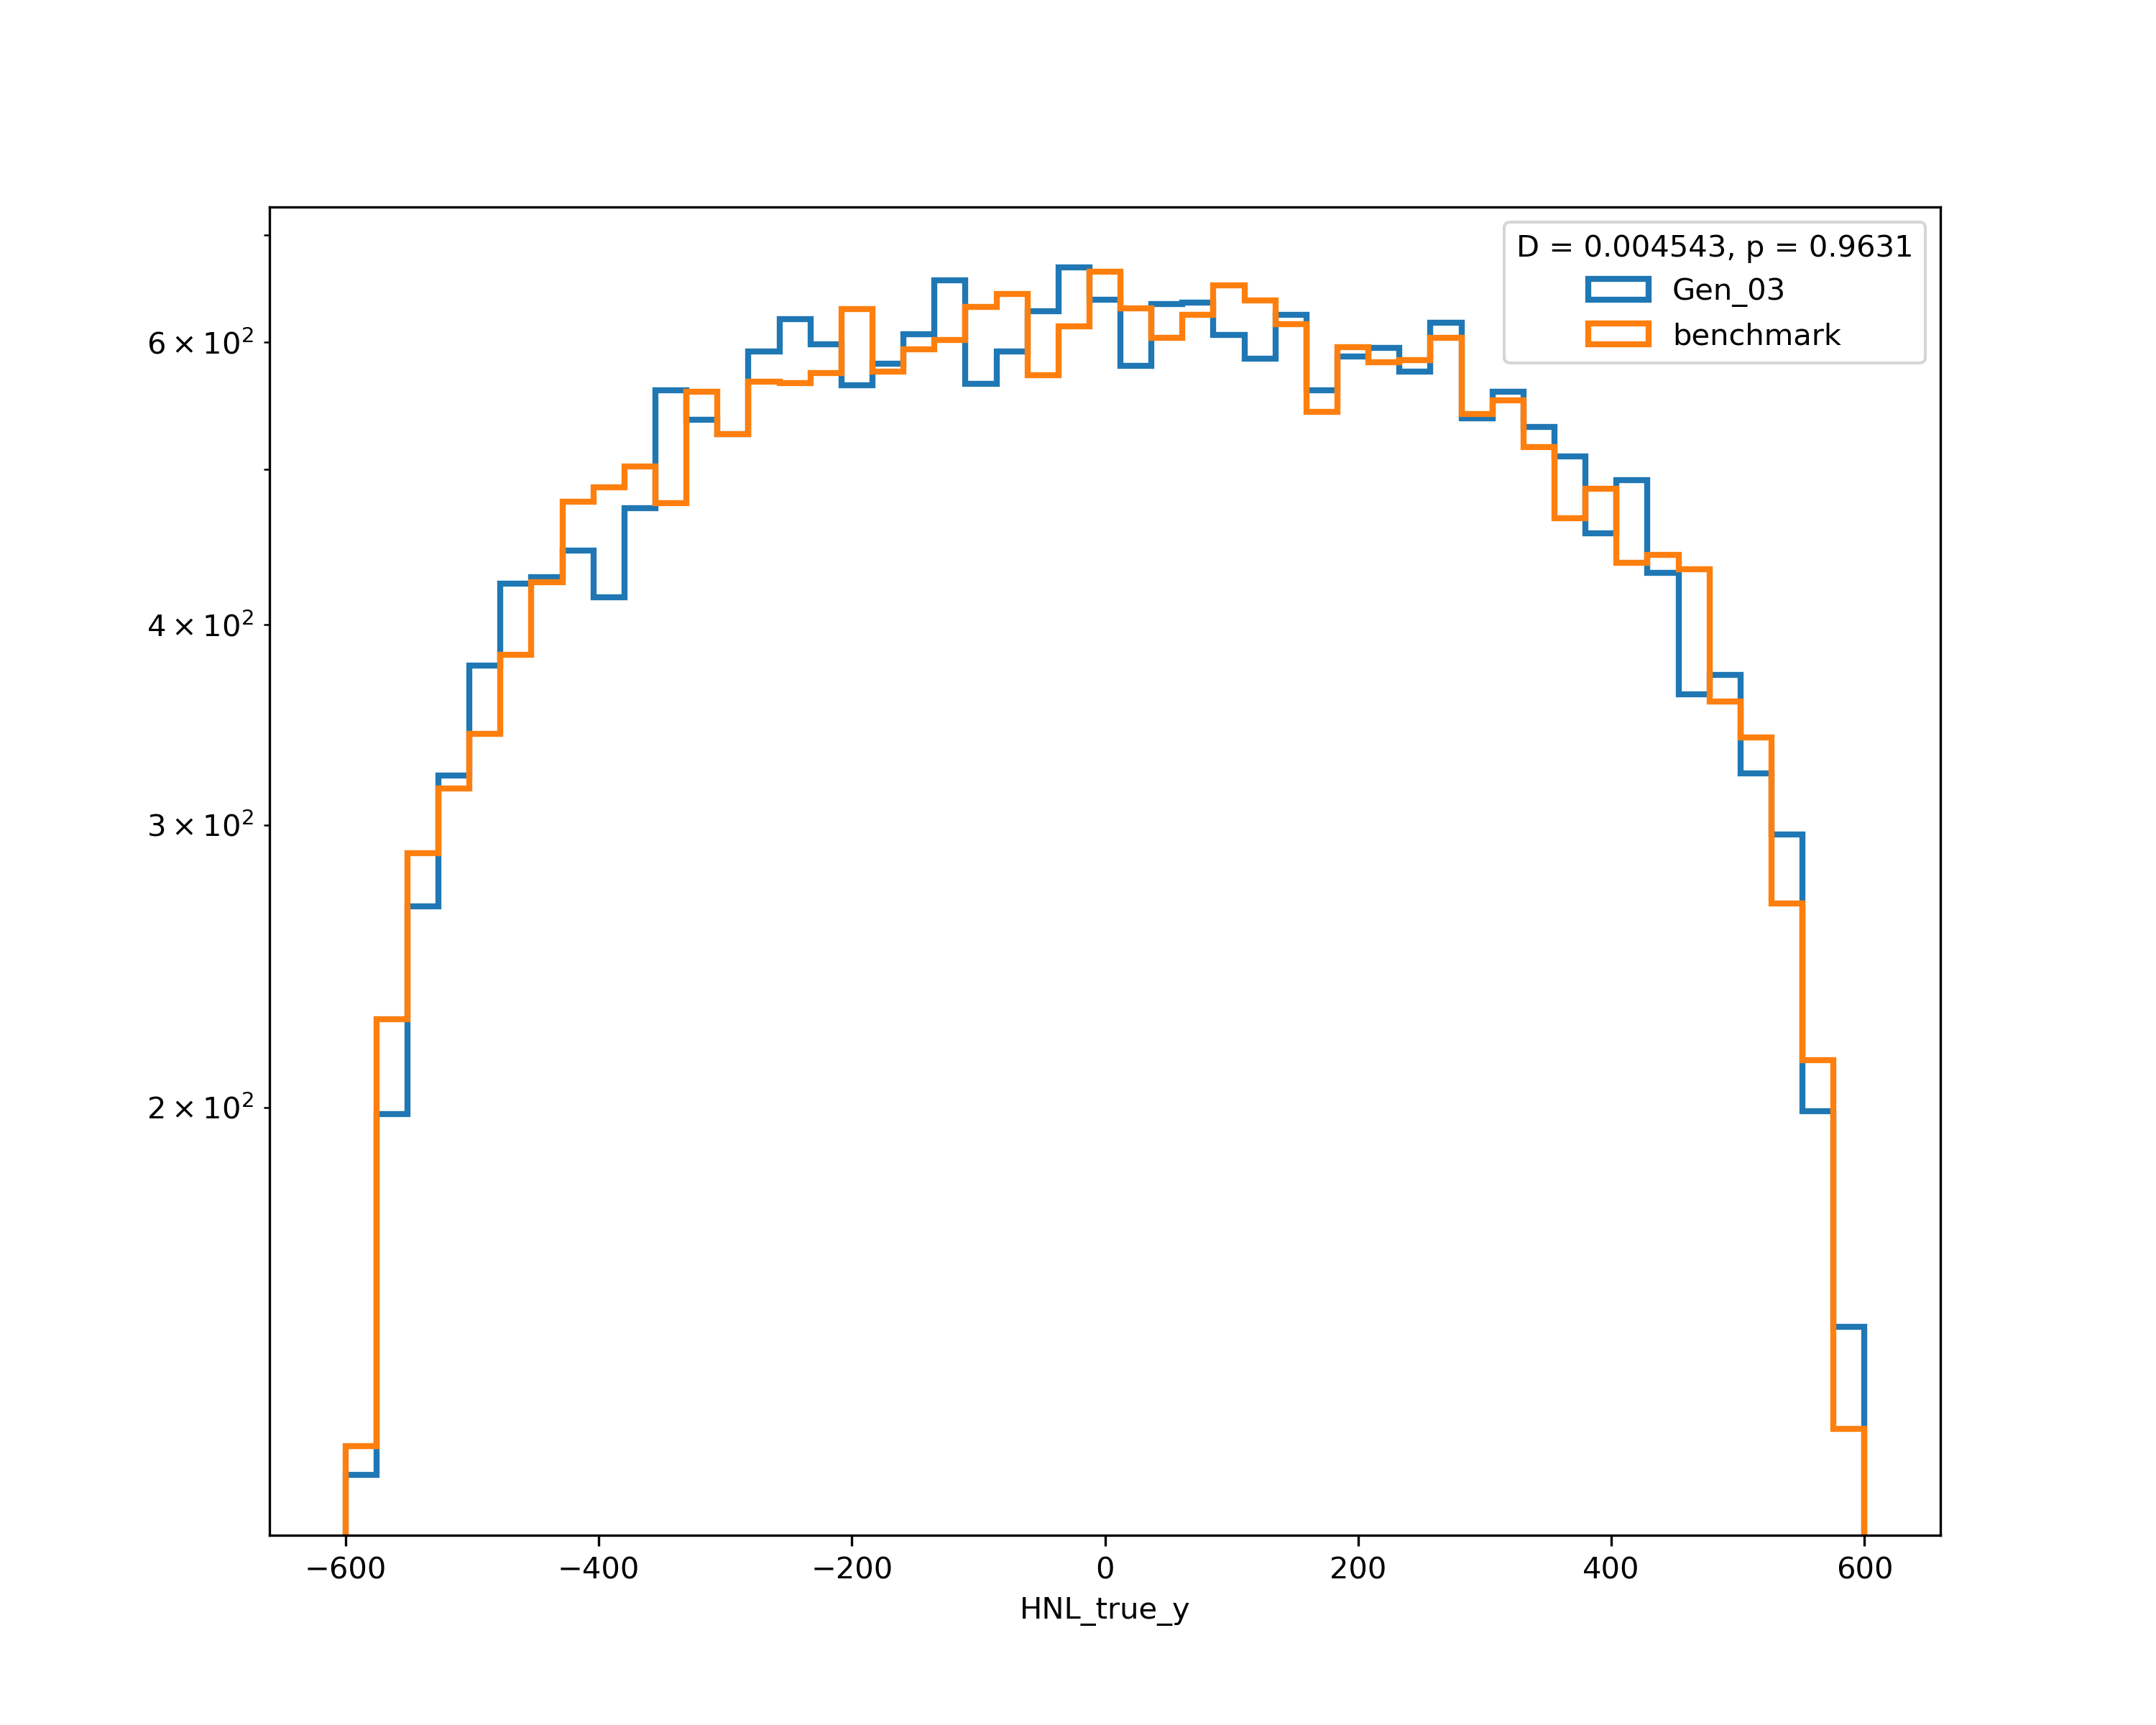 D = 0.004543, p = 0.9631
Gen_03
benchmark
6 × 10²
4 × 10²
3 × 10²
2 × 10²
−600 −400 −200 0 200 400 600
HNL_true_y